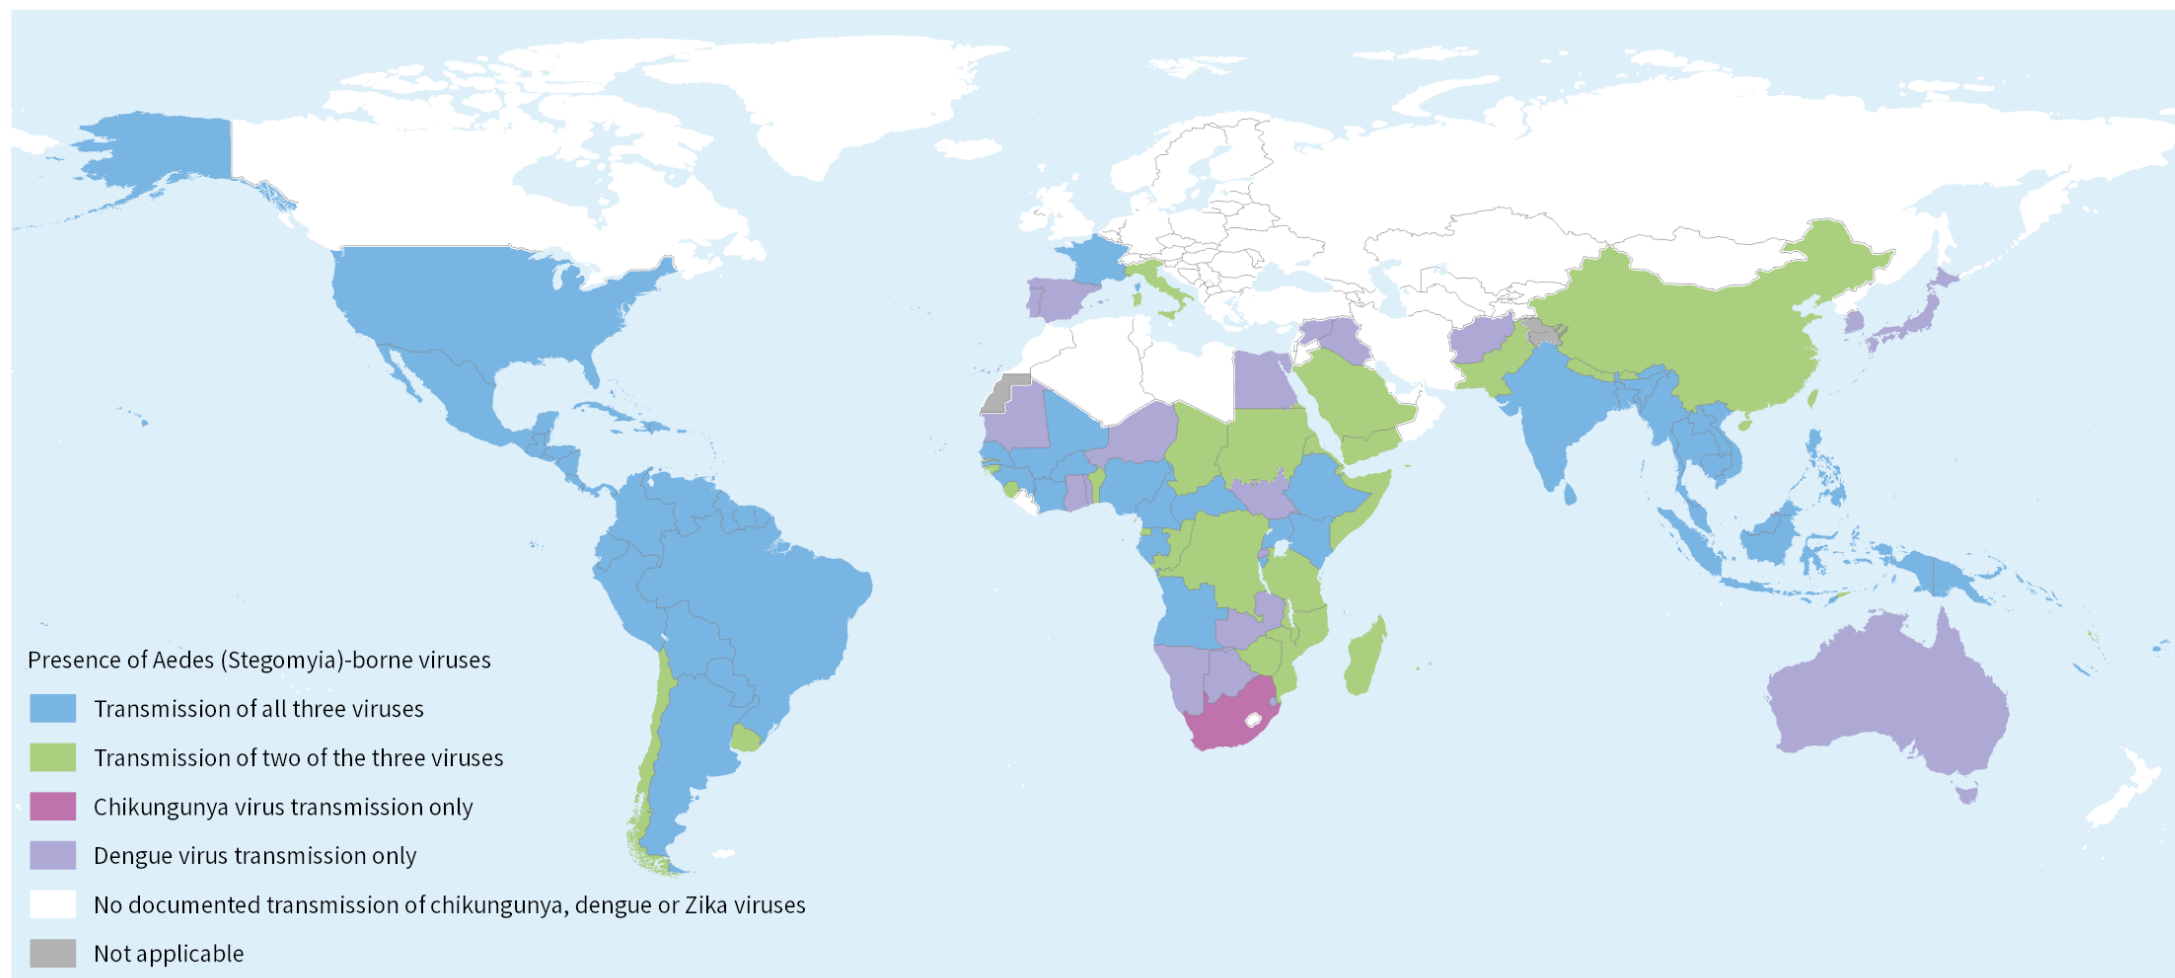 Presence of Aedes (Stegomyia)-borne viruses
Transmission of all three viruses
Transmission of two of the three viruses
Chikungunya virus transmission only
Dengue virus transmission only
No documented transmission of chikungunya, dengue or Zika viruses
Not applicable